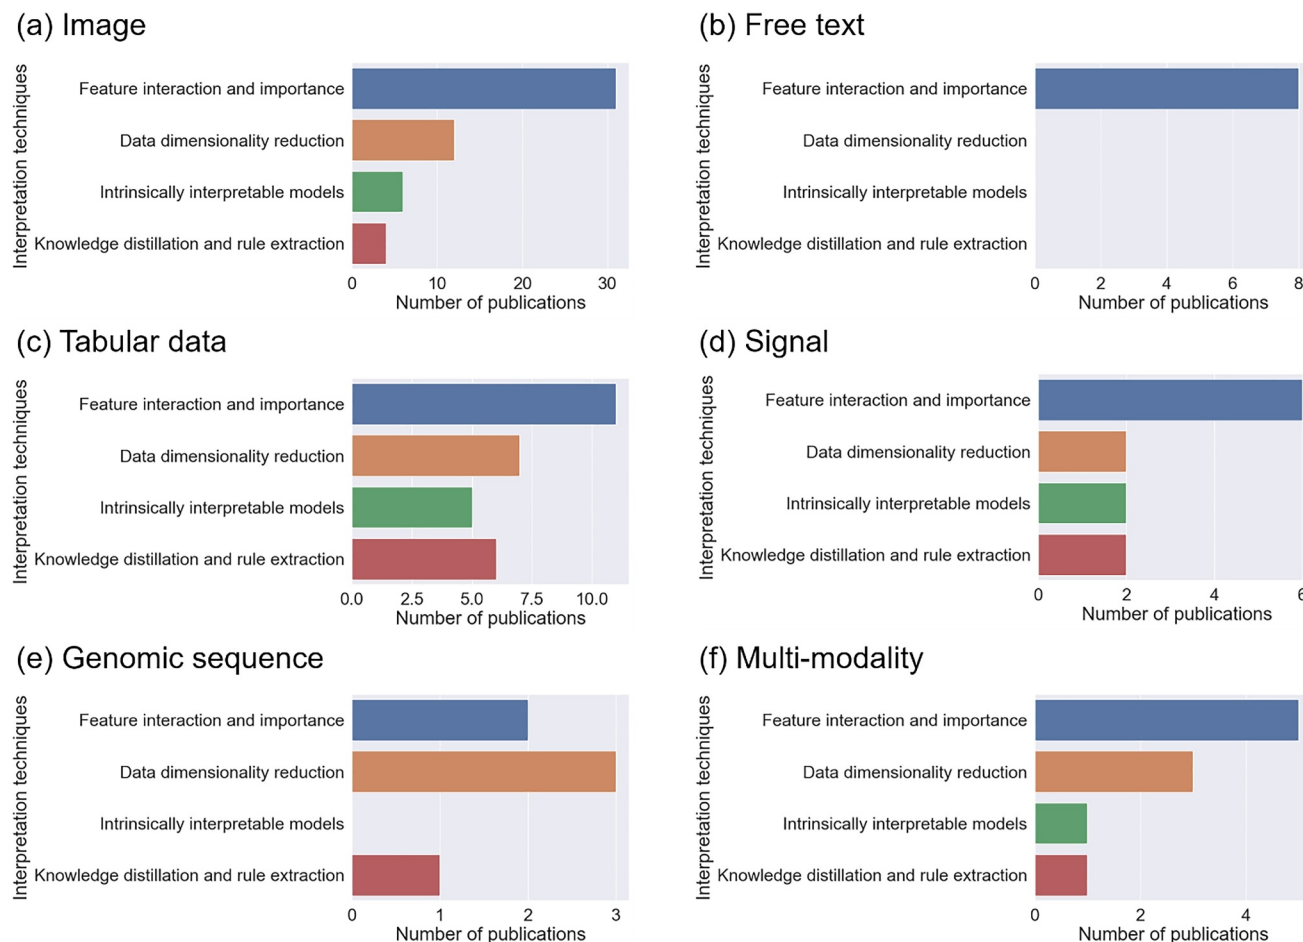 (a) Image
Interpretation techniques
Feature interaction and importance
Data dimensionality reduction
Intrinsically interpretable models
Knowledge distillation and rule extraction
0 10 20 30
Number of publications
(b) Free text
Interpretation techniques
Feature interaction and importance
Data dimensionality reduction
Intrinsically interpretable models
Knowledge distillation and rule extraction
0 2 4 6 8
Number of publications
(c) Tabular data
Interpretation techniques
Feature interaction and importance
Data dimensionality reduction
Intrinsically interpretable models
Knowledge distillation and rule extraction
0.0 2.5 5.0 7.5 10.0
Number of publications
(d) Signal
Interpretation techniques
Feature interaction and importance
Data dimensionality reduction
Intrinsically interpretable models
Knowledge distillation and rule extraction
0 2 4 6
Number of publications
(e) Genomic sequence
Interpretation techniques
Feature interaction and importance
Data dimensionality reduction
Intrinsically interpretable models
Knowledge distillation and rule extraction
0 1 2 3
Number of publications
(f) Multi-modality
Interpretation techniques
Feature interaction and importance
Data dimensionality reduction
Intrinsically interpretable models
Knowledge distillation and rule extraction
0 2 4
Number of publications